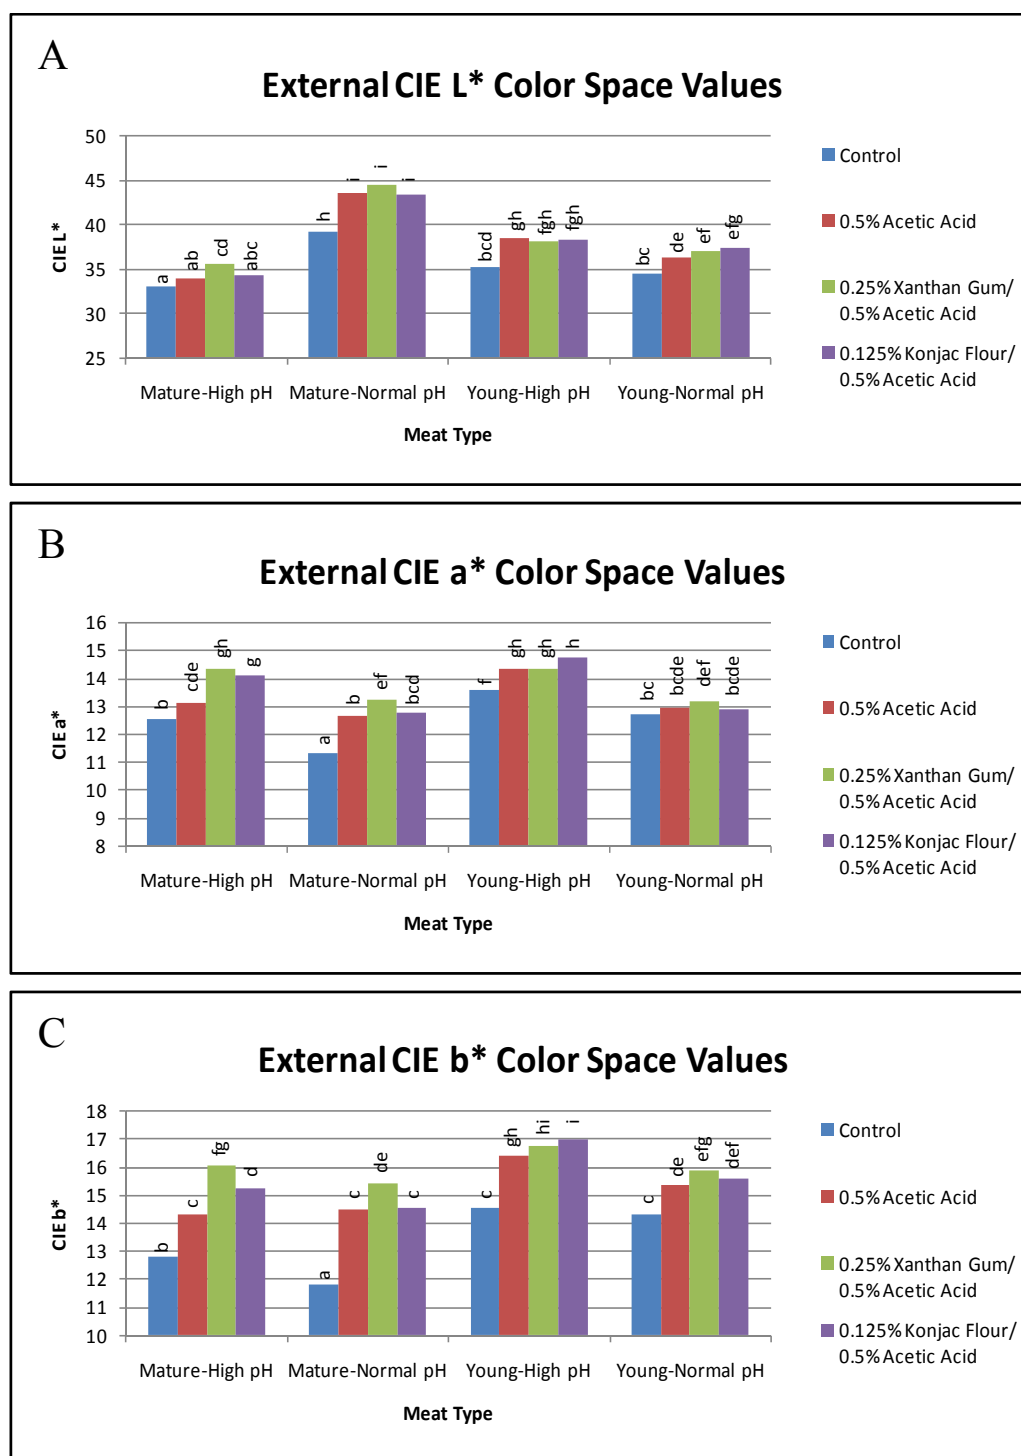 A
External CIE L* Color Space Values
50
45
40
35
30
25
CIE L*
a ab cd abc
h i i i
bcd gh fgh fgh
bc de ef efg
Mature-High pH Mature-Normal pH Young-High pH Young-Normal pH
Meat Type
Control
0.5% Acetic Acid
0.25% Xanthan Gum/
0.5% Acetic Acid
0.125% Konjac Flour/
0.5% Acetic Acid
B
External CIE a* Color Space Values
16
15
14
13
12
11
10
9
8
CIE a*
b cde gh g
a b ef bcd
f gh gh h
bc bcde def bcde
Mature-High pH Mature-Normal pH Young-High pH Young-Normal pH
Meat Type
Control
0.5% Acetic Acid
0.25% Xanthan Gum/
0.5% Acetic Acid
0.125% Konjac Flour/
0.5% Acetic Acid
C
External CIE b* Color Space Values
18
17
16
15
14
13
12
11
10
CIE b*
b c fg d
a c de c
c gh hi i
c de efg def
Mature-High pH Mature-Normal pH Young-High pH Young-Normal pH
Meat Type
Control
0.5% Acetic Acid
0.25% Xanthan Gum/
0.5% Acetic Acid
0.125% Konjac Flour/
0.5% Acetic Acid